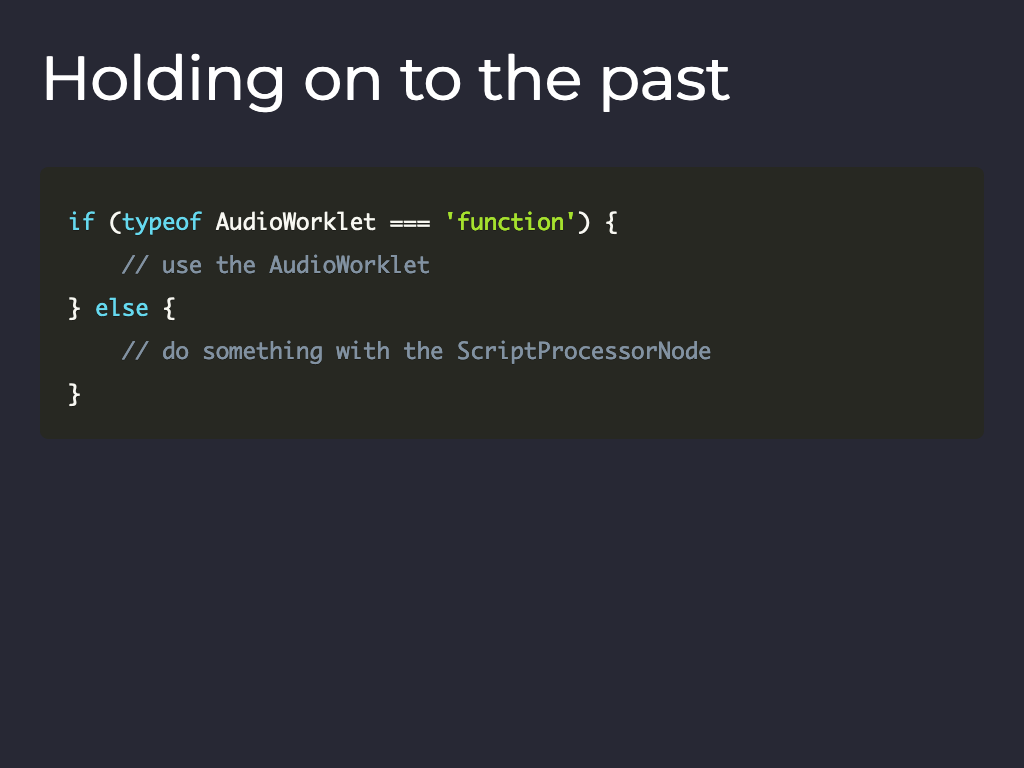 Holding on to the past
if (typeof AudioWorklet === 'function') {
    // use the AudioWorklet
} else {
    // do something with the ScriptProcessorNode
}